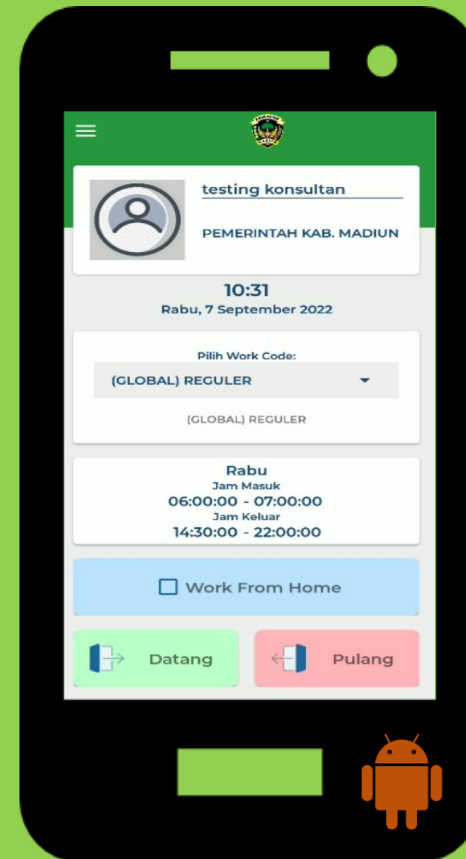 testing konsultan
PEMERINTAH KAB. MADIUN
10:31
Rabu, 7 September 2022
Pilih Work Code:
(GLOBAL) REGULER
(GLOBAL) REGULER
Rabu
Jam Masuk
06:00:00 - 07:00:00
Jam Keluar
14:30:00 - 22:00:00
Work From Home
Datang
Pulang